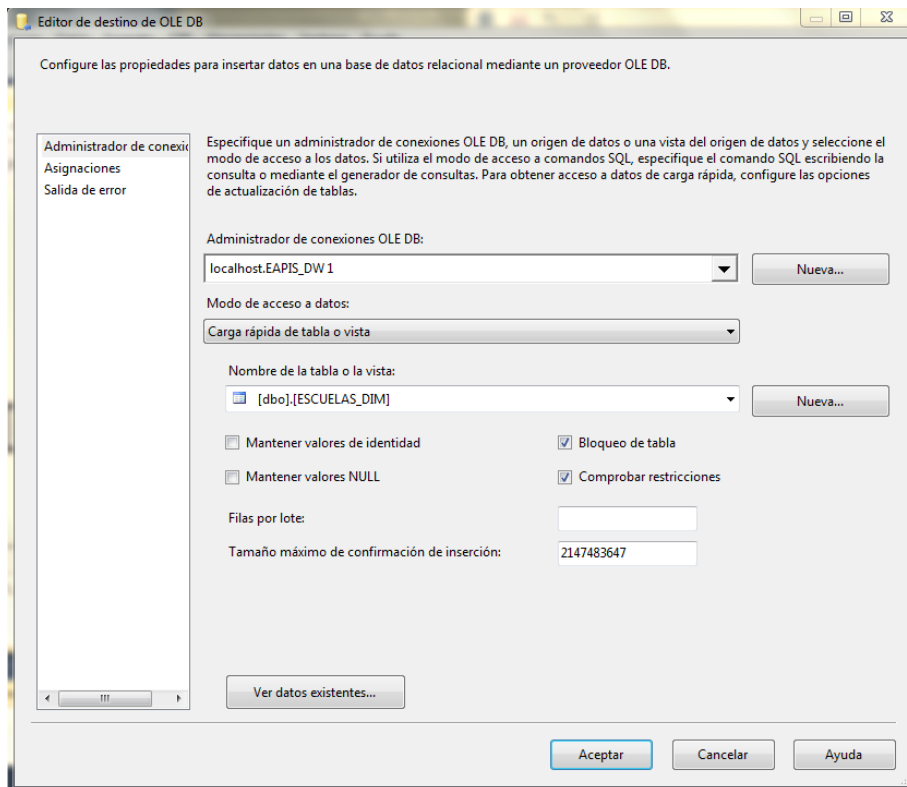 Editor de destino de OLE DB
Configure las propiedades para insertar datos en una base de datos relacional mediante un proveedor OLE DB.
Administrador de conexic
Asignaciones
Salida de error
Especifique un administrador de conexiones OLE DB, un origen de datos o una vista del origen de datos y seleccione el
modo de acceso a los datos. Si utiliza el modo de acceso a comandos SQL, especifique el comando SQL escribiendo la
consulta o mediante el generador de consultas. Para obtener acceso a datos de carga rápida, configure las opciones
de actualización de tablas.
Administrador de conexiones OLE DB:
localhost.EAPIS_DW 1
Nueva...
Modo de acceso a datos:
Carga rápida de tabla o vista
Nombre de la tabla o la vista:
[dbo].[ESCUELAS_DIM]
Nueva...
Mantener valores de identidad
Bloqueo de tabla
Mantener valores NULL
Comprobar restricciones
Filas por lote:
Tamaño máximo de confirmación de inserción:
2147483647
Ver datos existentes...
Aceptar
Cancelar
Ayuda